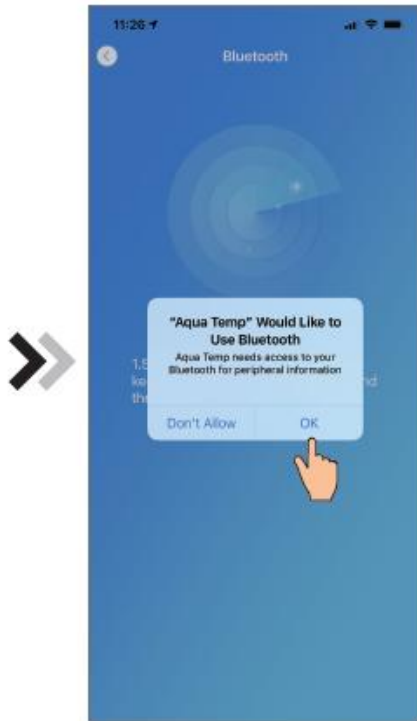 11:26
Bluetooth
"Aqua Temp" Would Like to
Use Bluetooth
Aqua Temp needs access to your
Bluetooth for peripheral information
Don't Allow
OK